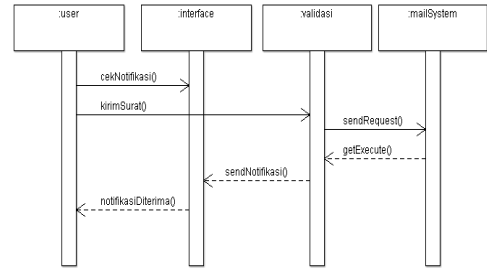 :user
:interface
:validasi
:mailSystem
cekNotifikasi()
kirimSurat()
sendRequest()
getExecute()
sendNotifikasi()
notifikasiDiterima()